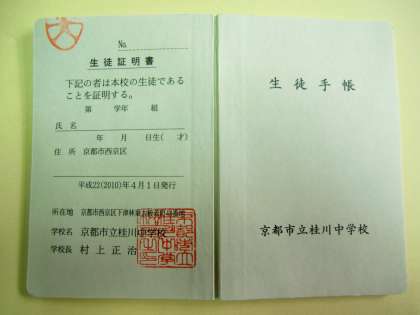 No.
生徒証明書
下記の者は本校の生徒である
ことを証明する。
第　学年　組
氏名
年　月　日生(　才)
住所　京都市西京区
平成22(2010)年4月1日発行
所在地　京都市西京区下津林東
学校名　京都市立桂川中学校
学校長　村上正治
生徒手帳
京都市立桂川中学校